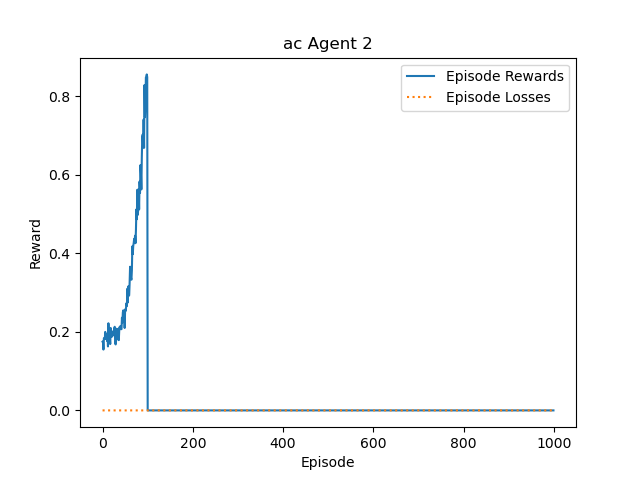 ac Agent 2
Episode Rewards
Episode Losses
Reward
0.8
0.6
0.4
0.2
0.0
0 200 400 600 800 1000
Episode